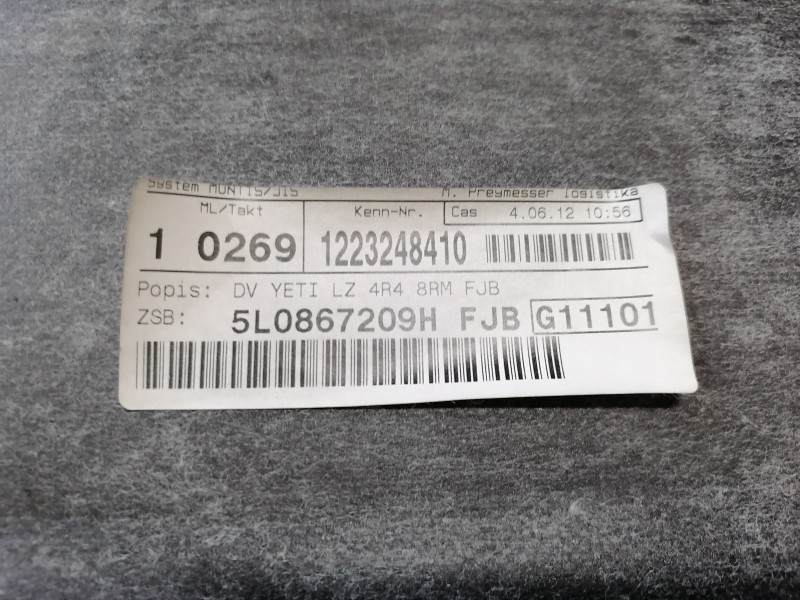 System MONTIS/JIS M. Preymesser logistika
ML/Takt Kenn-Nr. Cas 4.06.12 10:56
1 0269 1223248410
Popis: DV YETI LZ 4R4 8RM FJB
ZSB: 5L0867209H FJB G11101